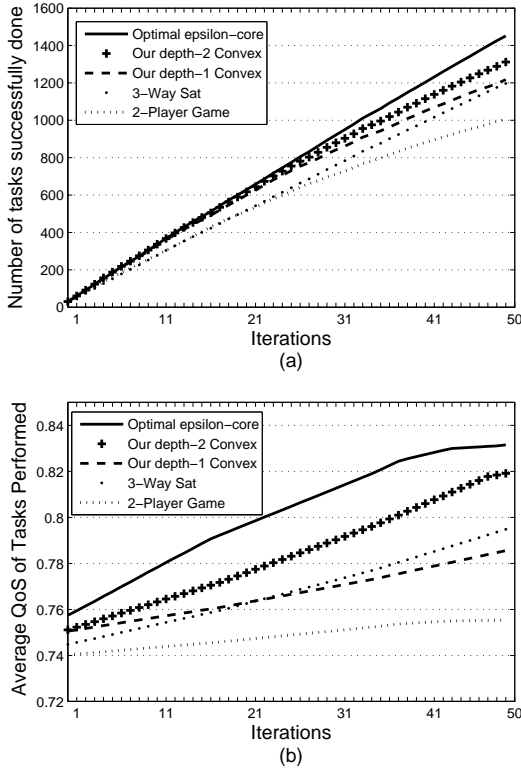 1600
1400
1200
1000
800
600
400
200
0
Number of tasks successfully done
Optimal epsilon−core
Our depth−2 Convex
Our depth−1 Convex
3−Way Sat
2−Player Game
1 11 21 31 41 50
Iterations
(a)
0.84
0.82
0.8
0.78
0.76
0.74
0.72
Average QoS of Tasks Performed
Optimal epsilon−core
Our depth−2 Convex
Our depth−1 Convex
3−Way Sat
2−Player Game
1 11 21 31 41 50
Iterations
(b)